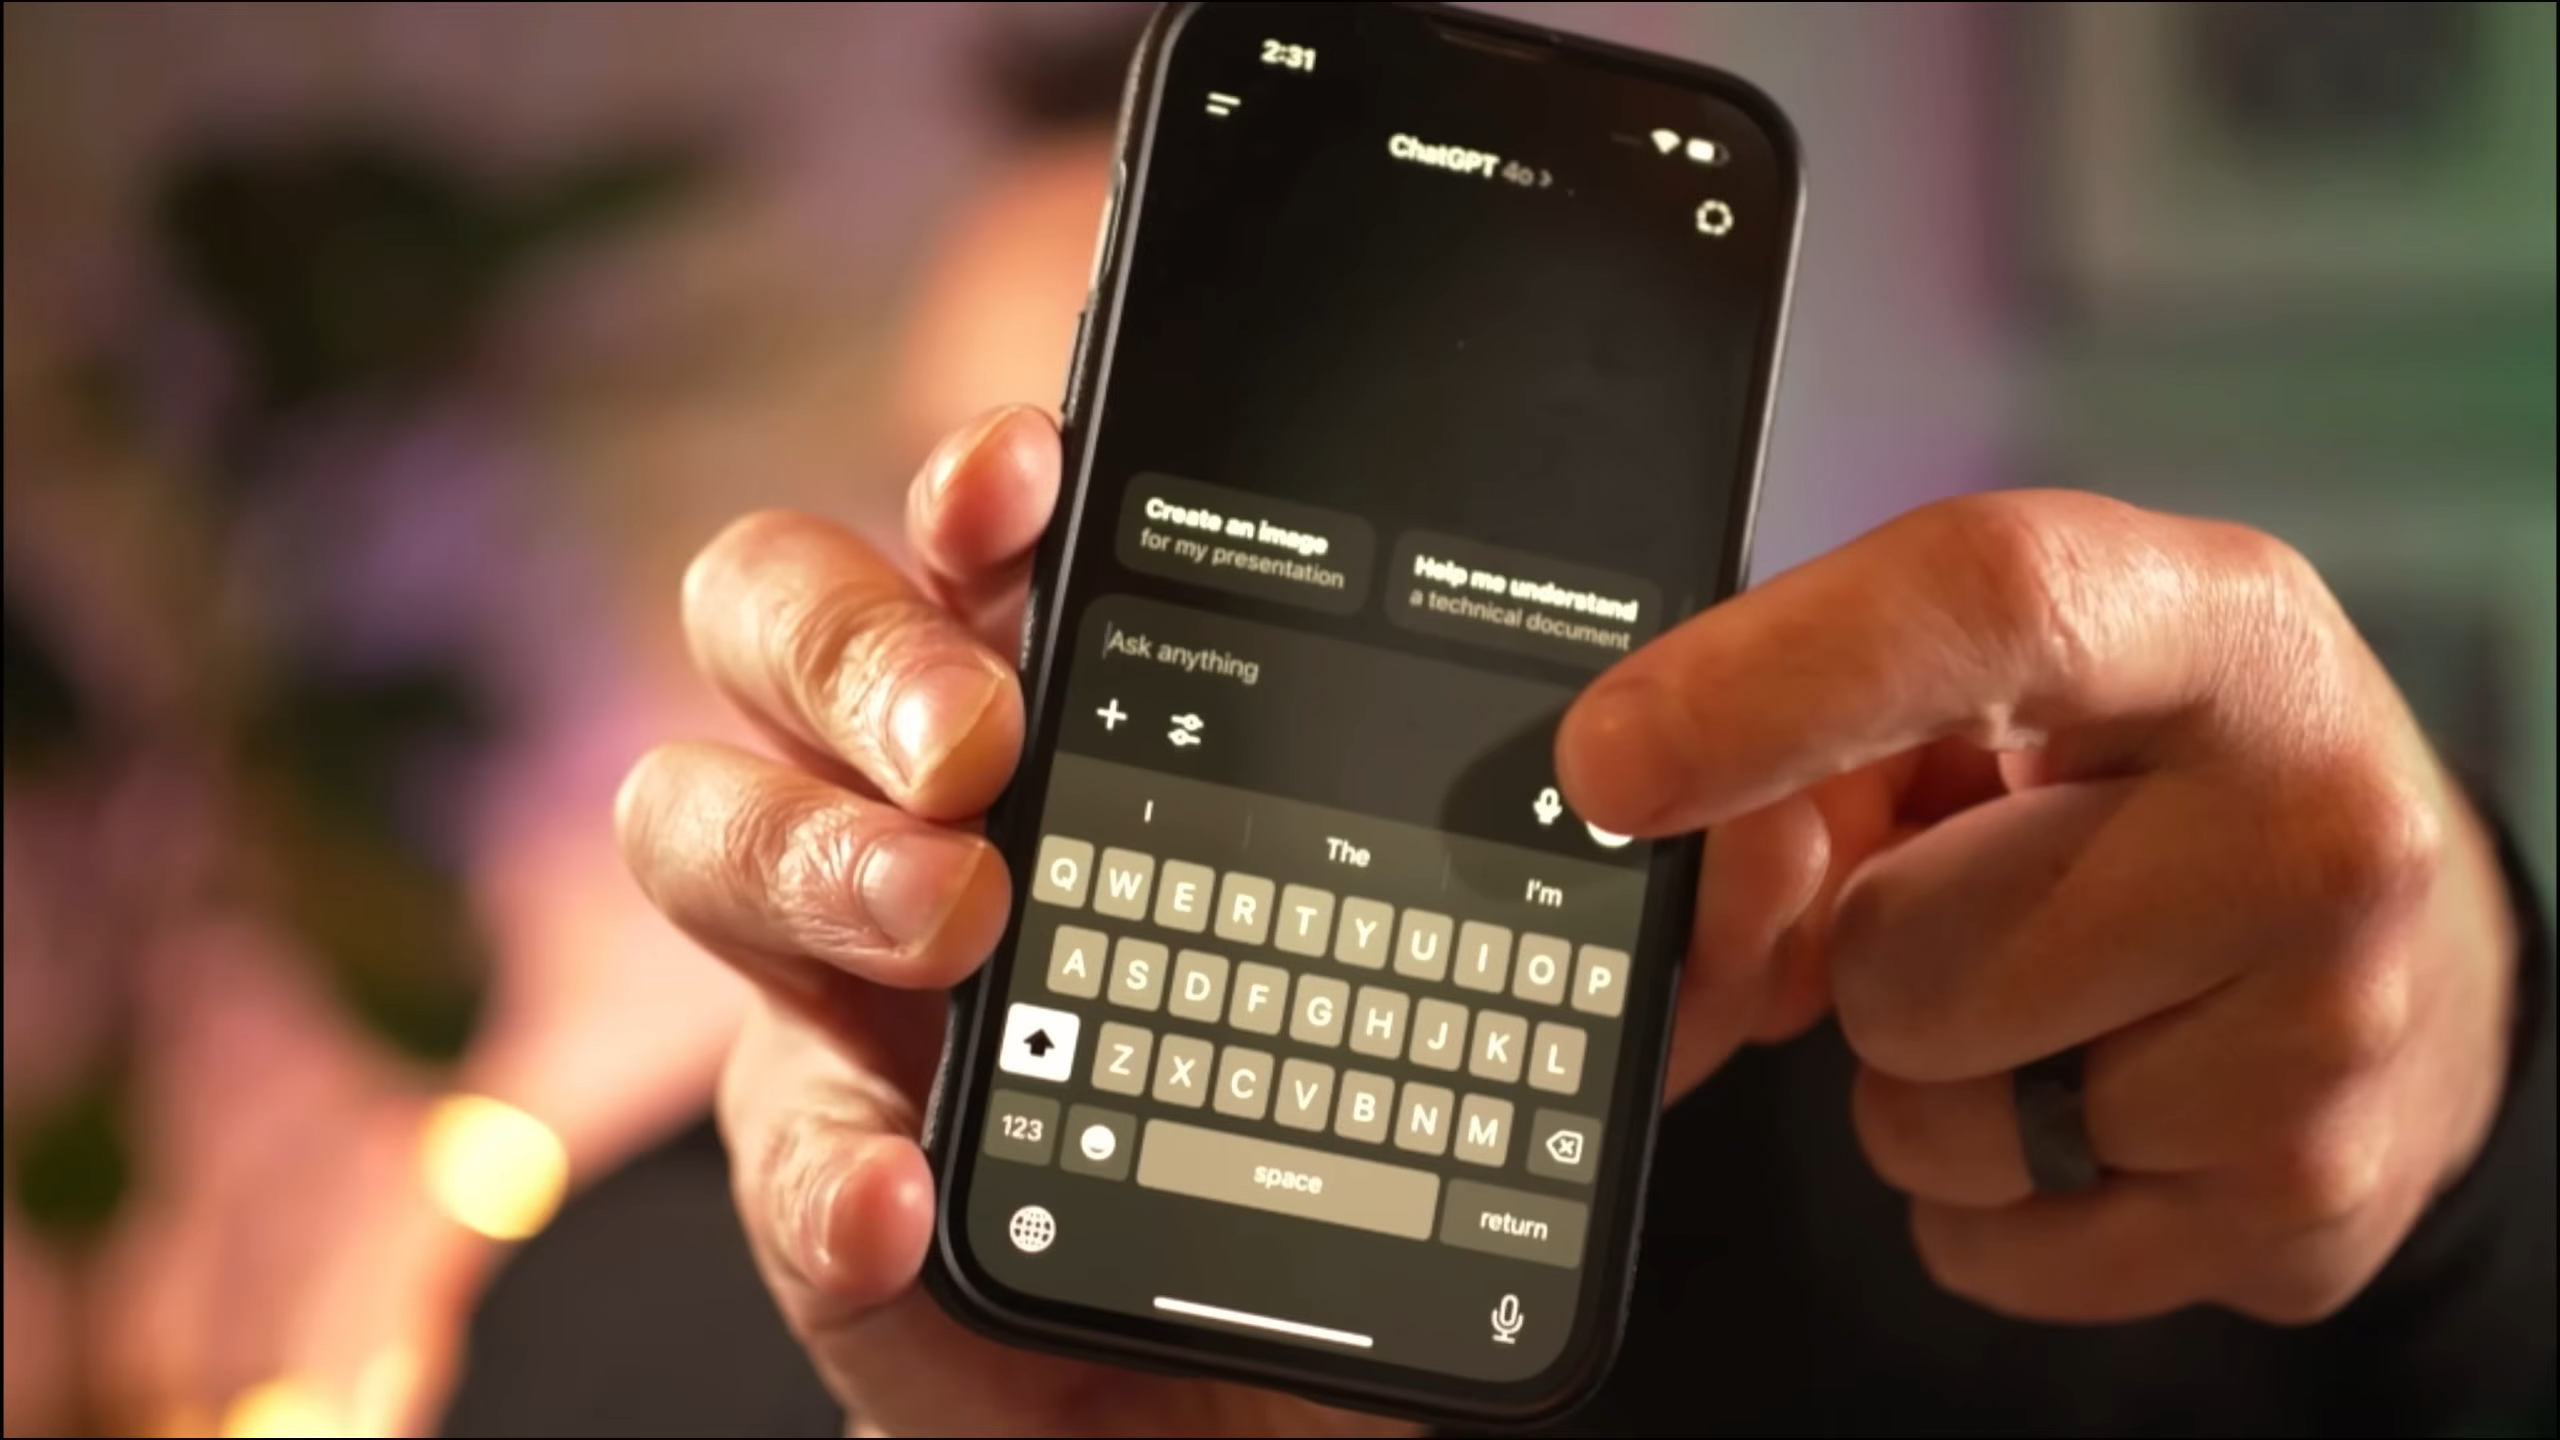 2:31
ChatGPT 4o >
Create an image
for my presentation
Help me understand
a technical document
Ask anything
I The I'm
Q W E R T Y U I O P
A S D F G H J K L
Z X C V B N M
123 space return